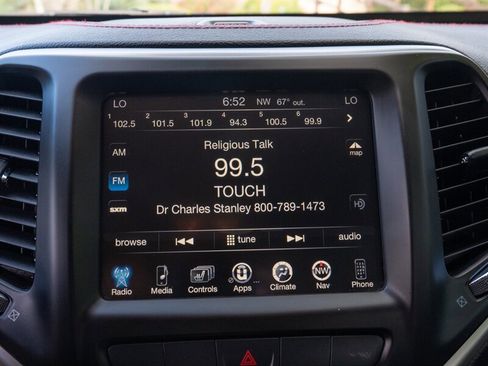 LO 6:52 NW 67° out. LO
1 102.5 2 101.5 3 101.9 4 94.3 5 100.5 6 99.9
AM
Religious Talk
map
99.5
FM
TOUCH
sxm
Dr Charles Stanley 800-789-1473
HD
browse tune audio
NW
Radio Media Controls Apps ... Climate Nav Phone